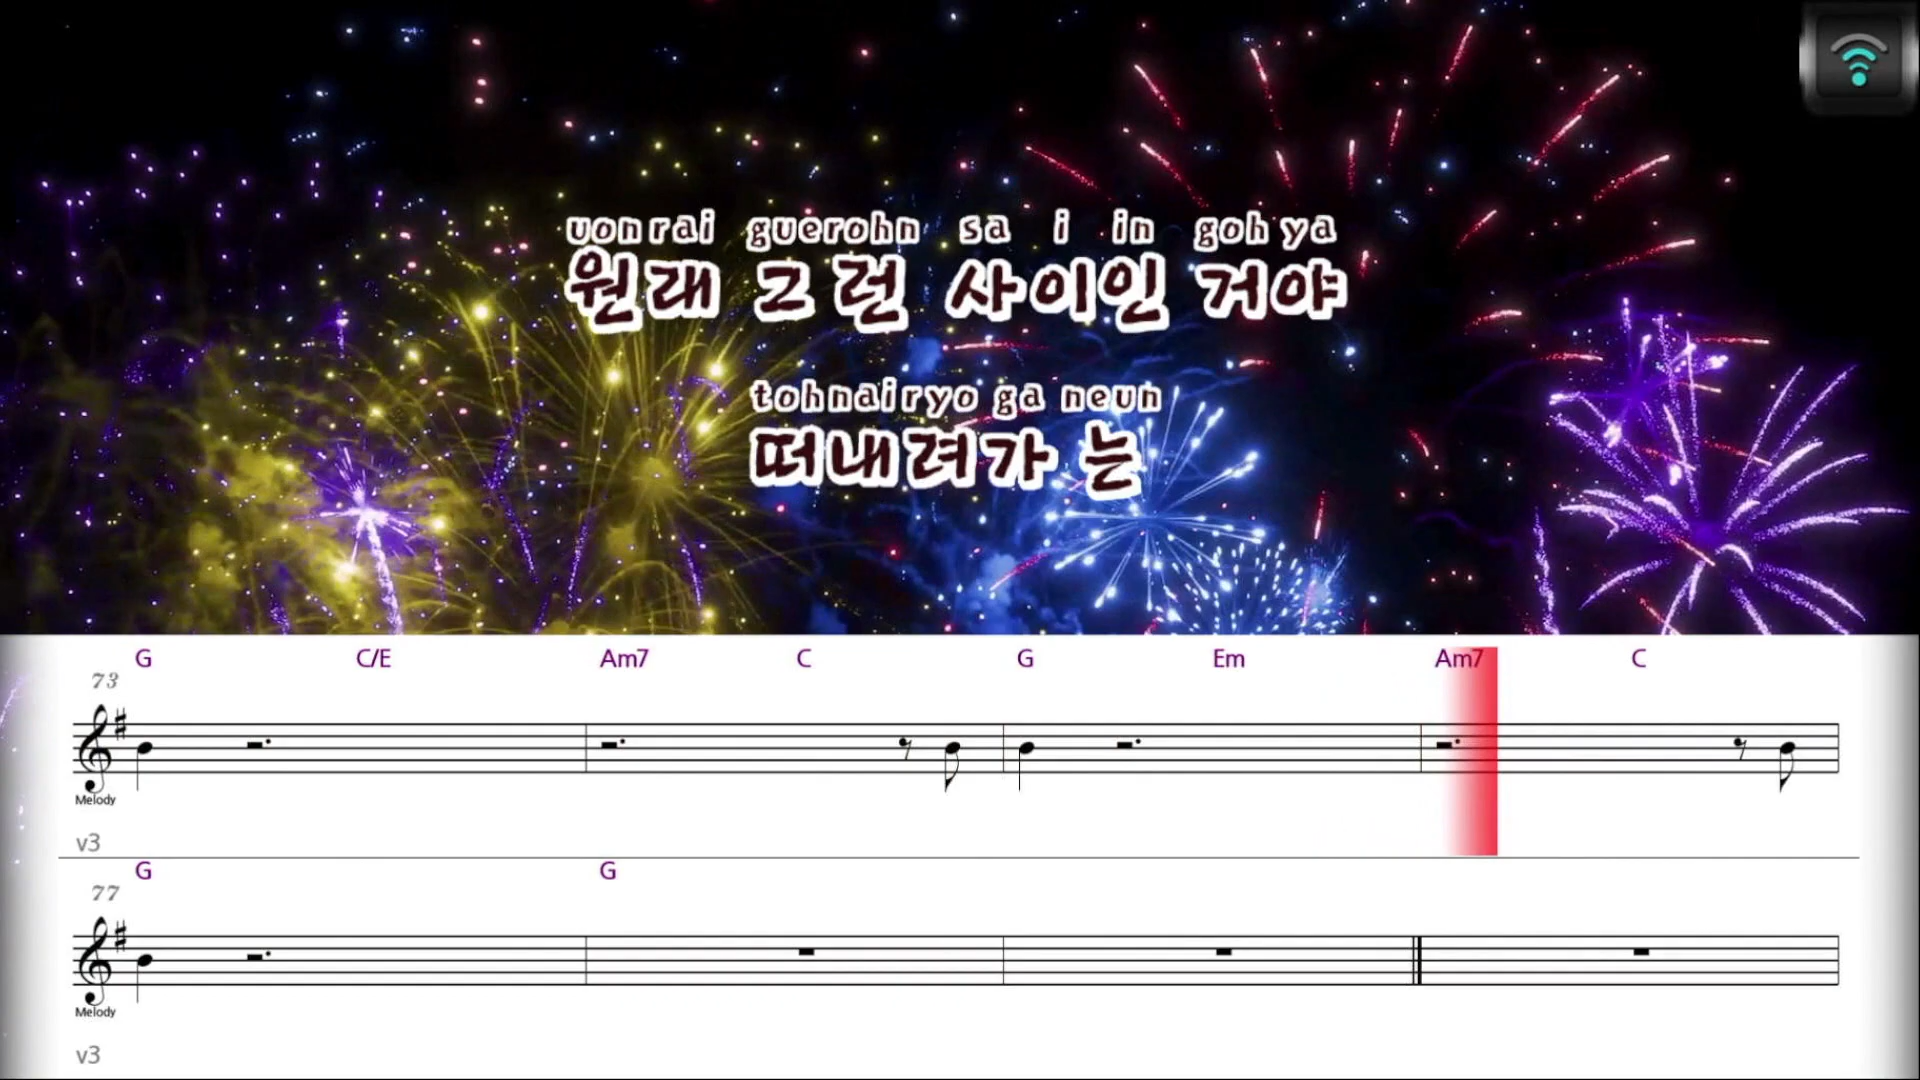 uonrai guerohn sa i in goh ya
원래 그런 사이인 거야
tohnairyo ga neun
떠내려가 는
G C/E Am7 C G Em Am7 C
73
Melody
v3
G G
77
Melody
v3